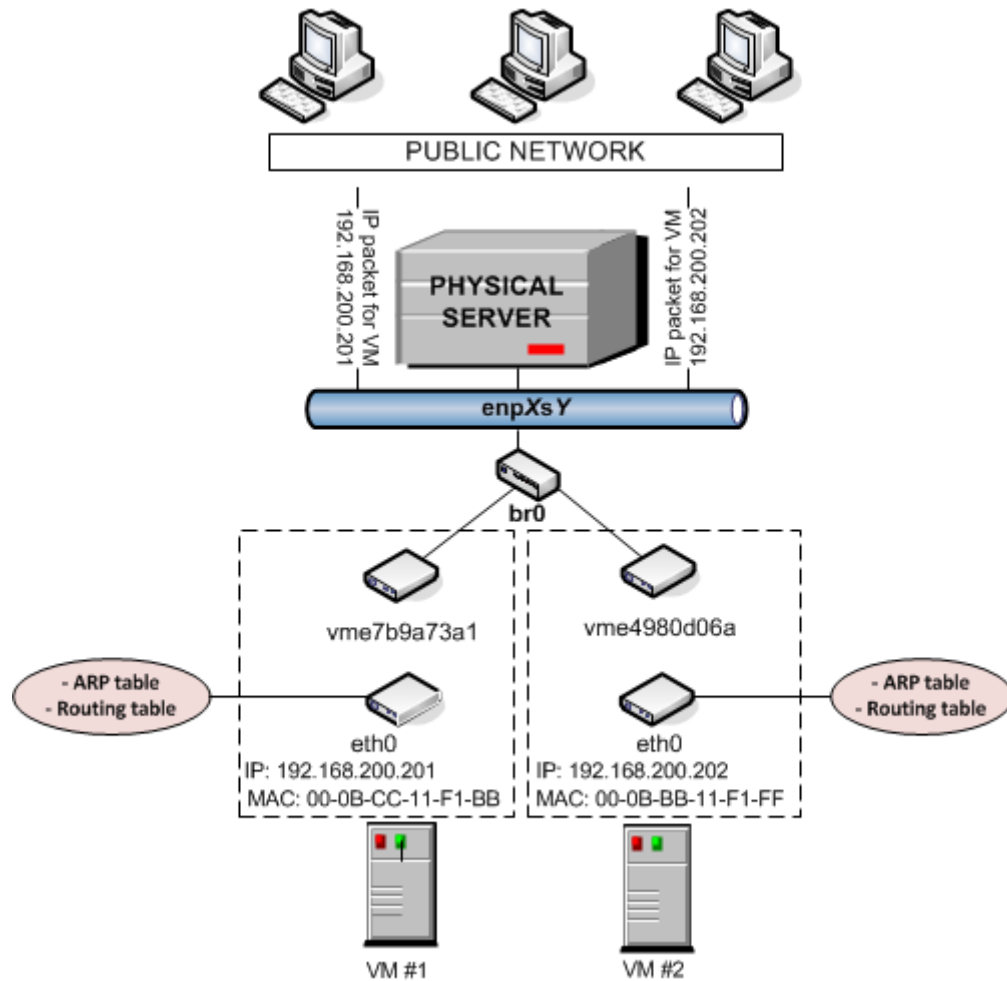 PUBLIC NETWORK
IP packet for VM
192.168.200.201
PHYSICAL
SERVER
IP packet for VM
192.168.200.202
enpXsY
br0
vme7b9a73a1
vme4980d06a
- ARP table
- Routing table
- ARP table
- Routing table
eth0
IP: 192.168.200.201
MAC: 00-0B-CC-11-F1-BB
eth0
IP: 192.168.200.202
MAC: 00-0B-BB-11-F1-FF
VM #1
VM #2